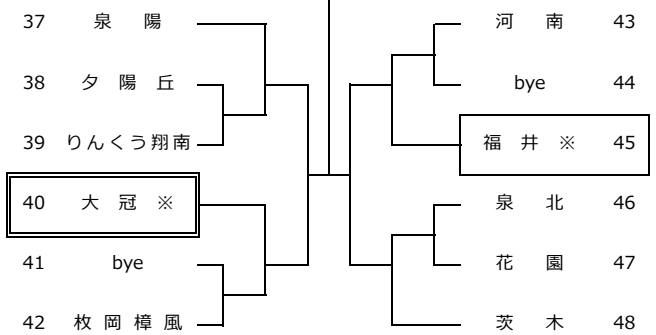 37 泉 陽
38 夕 陽 丘
39 りんくう翔南
40 大 冠 ※
41 bye
42 枚 岡 樟 風
河 南 43
bye 44
福 井 ※ 45
泉 北 46
花 園 47
茨 木 48